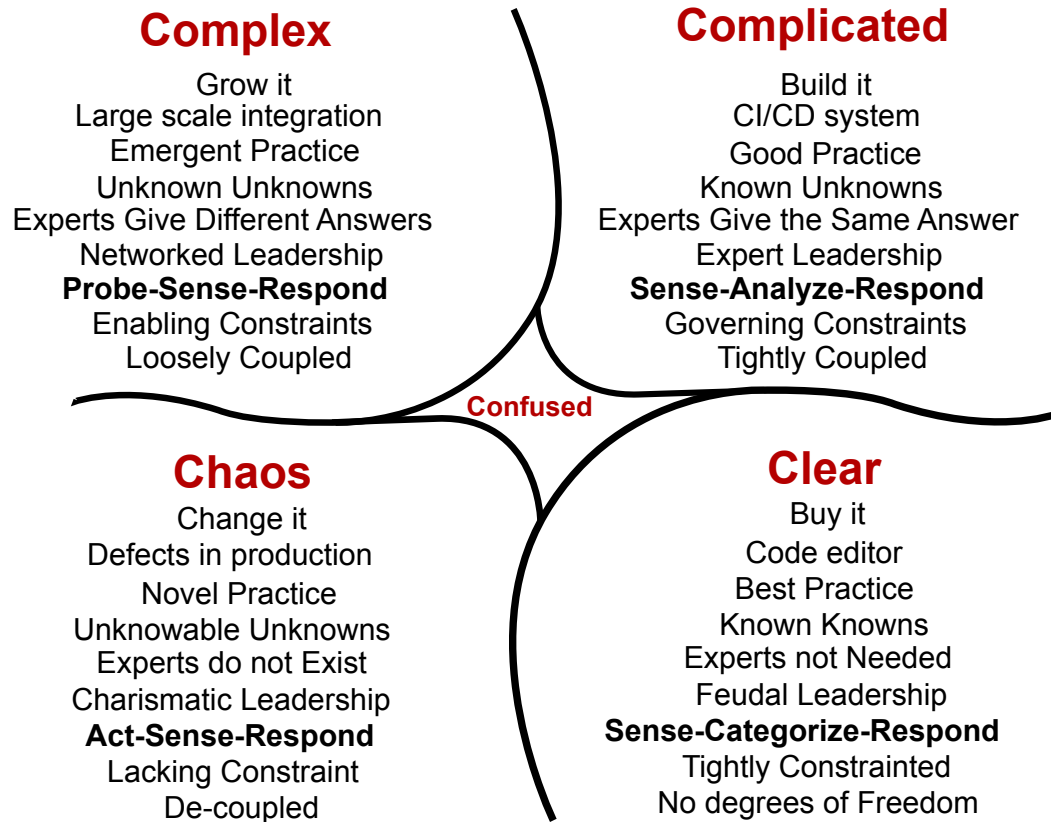 Complex
Grow it
Large scale integration
Emergent Practice
Unknown Unknowns
Experts Give Different Answers
Networked Leadership
Probe-Sense-Respond
Enabling Constraints
Loosely Coupled
Complicated
Build it
CI/CD system
Good Practice
Known Unknowns
Experts Give the Same Answer
Expert Leadership
Sense-Analyze-Respond
Governing Constraints
Tightly Coupled
Confused
Chaos
Change it
Defects in production
Novel Practice
Unknowable Unknowns
Experts do not Exist
Charismatic Leadership
Act-Sense-Respond
Lacking Constraint
De-coupled
Clear
Buy it
Code editor
Best Practice
Known Knowns
Experts not Needed
Feudal Leadership
Sense-Categorize-Respond
Tightly Constrainted
No degrees of Freedom